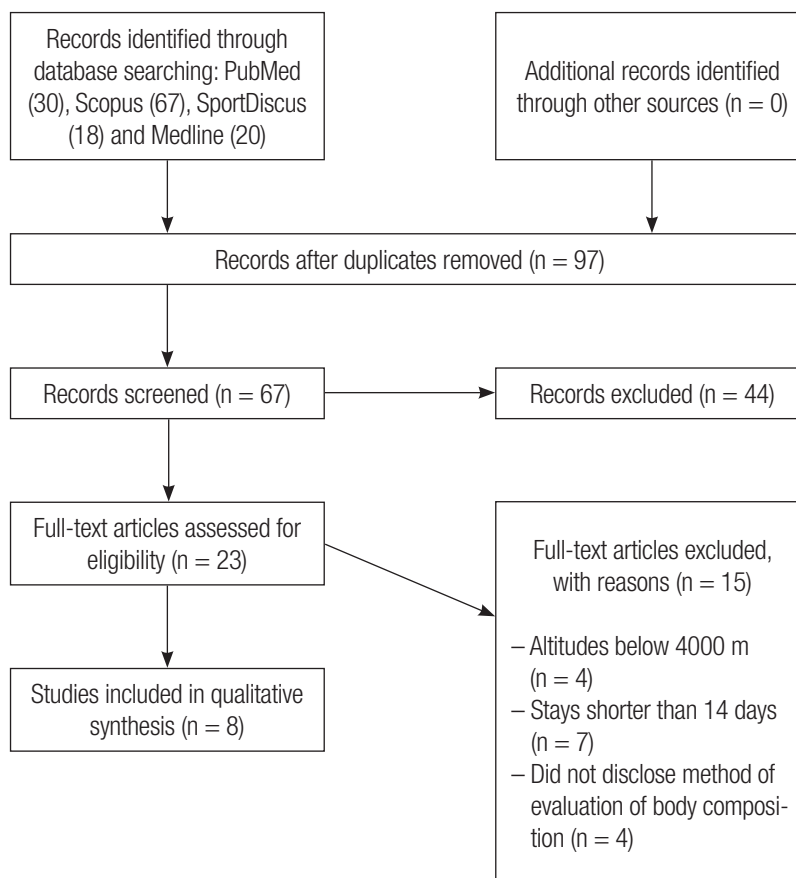 Records identified through
database searching: PubMed
(30), Scopus (67), SportDiscus
(18) and Medline (20)
Additional records identified
through other sources (n = 0)
Records after duplicates removed (n = 97)
Records screened (n = 67)
Records excluded (n = 44)
Full-text articles assessed for
eligibility (n = 23)
Full-text articles excluded,
with reasons (n = 15)
– Altitudes below 4000 m
(n = 4)
– Stays shorter than 14 days
(n = 7)
– Did not disclose method of
evaluation of body composi-
tion (n = 4)
Studies included in qualitative
synthesis (n = 8)